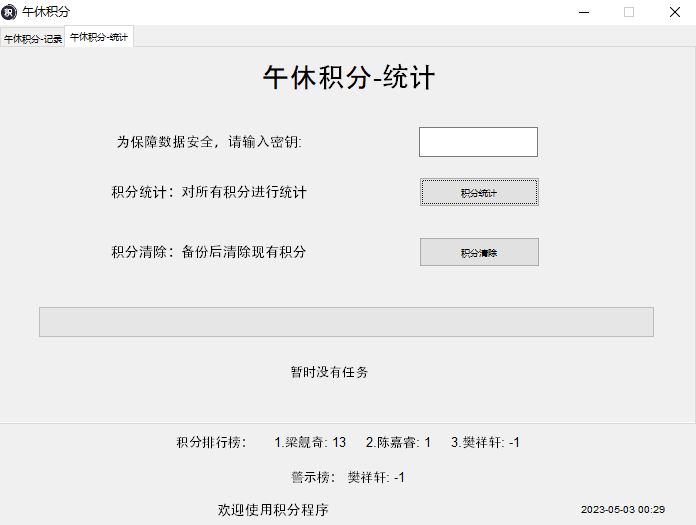 积 午休积分
午休积分-记录 午休积分-统计
午休积分-统计
为保障数据安全，请输入密钥:
积分统计：对所有积分进行统计 积分统计
积分清除：备份后清除现有积分 积分清除
暂时没有任务
积分排行榜： 1.梁觊奇: 13 2.陈嘉睿: 1 3.樊祥轩: -1
警示榜： 樊祥轩: -1
欢迎使用积分程序 2023-05-03 00:29